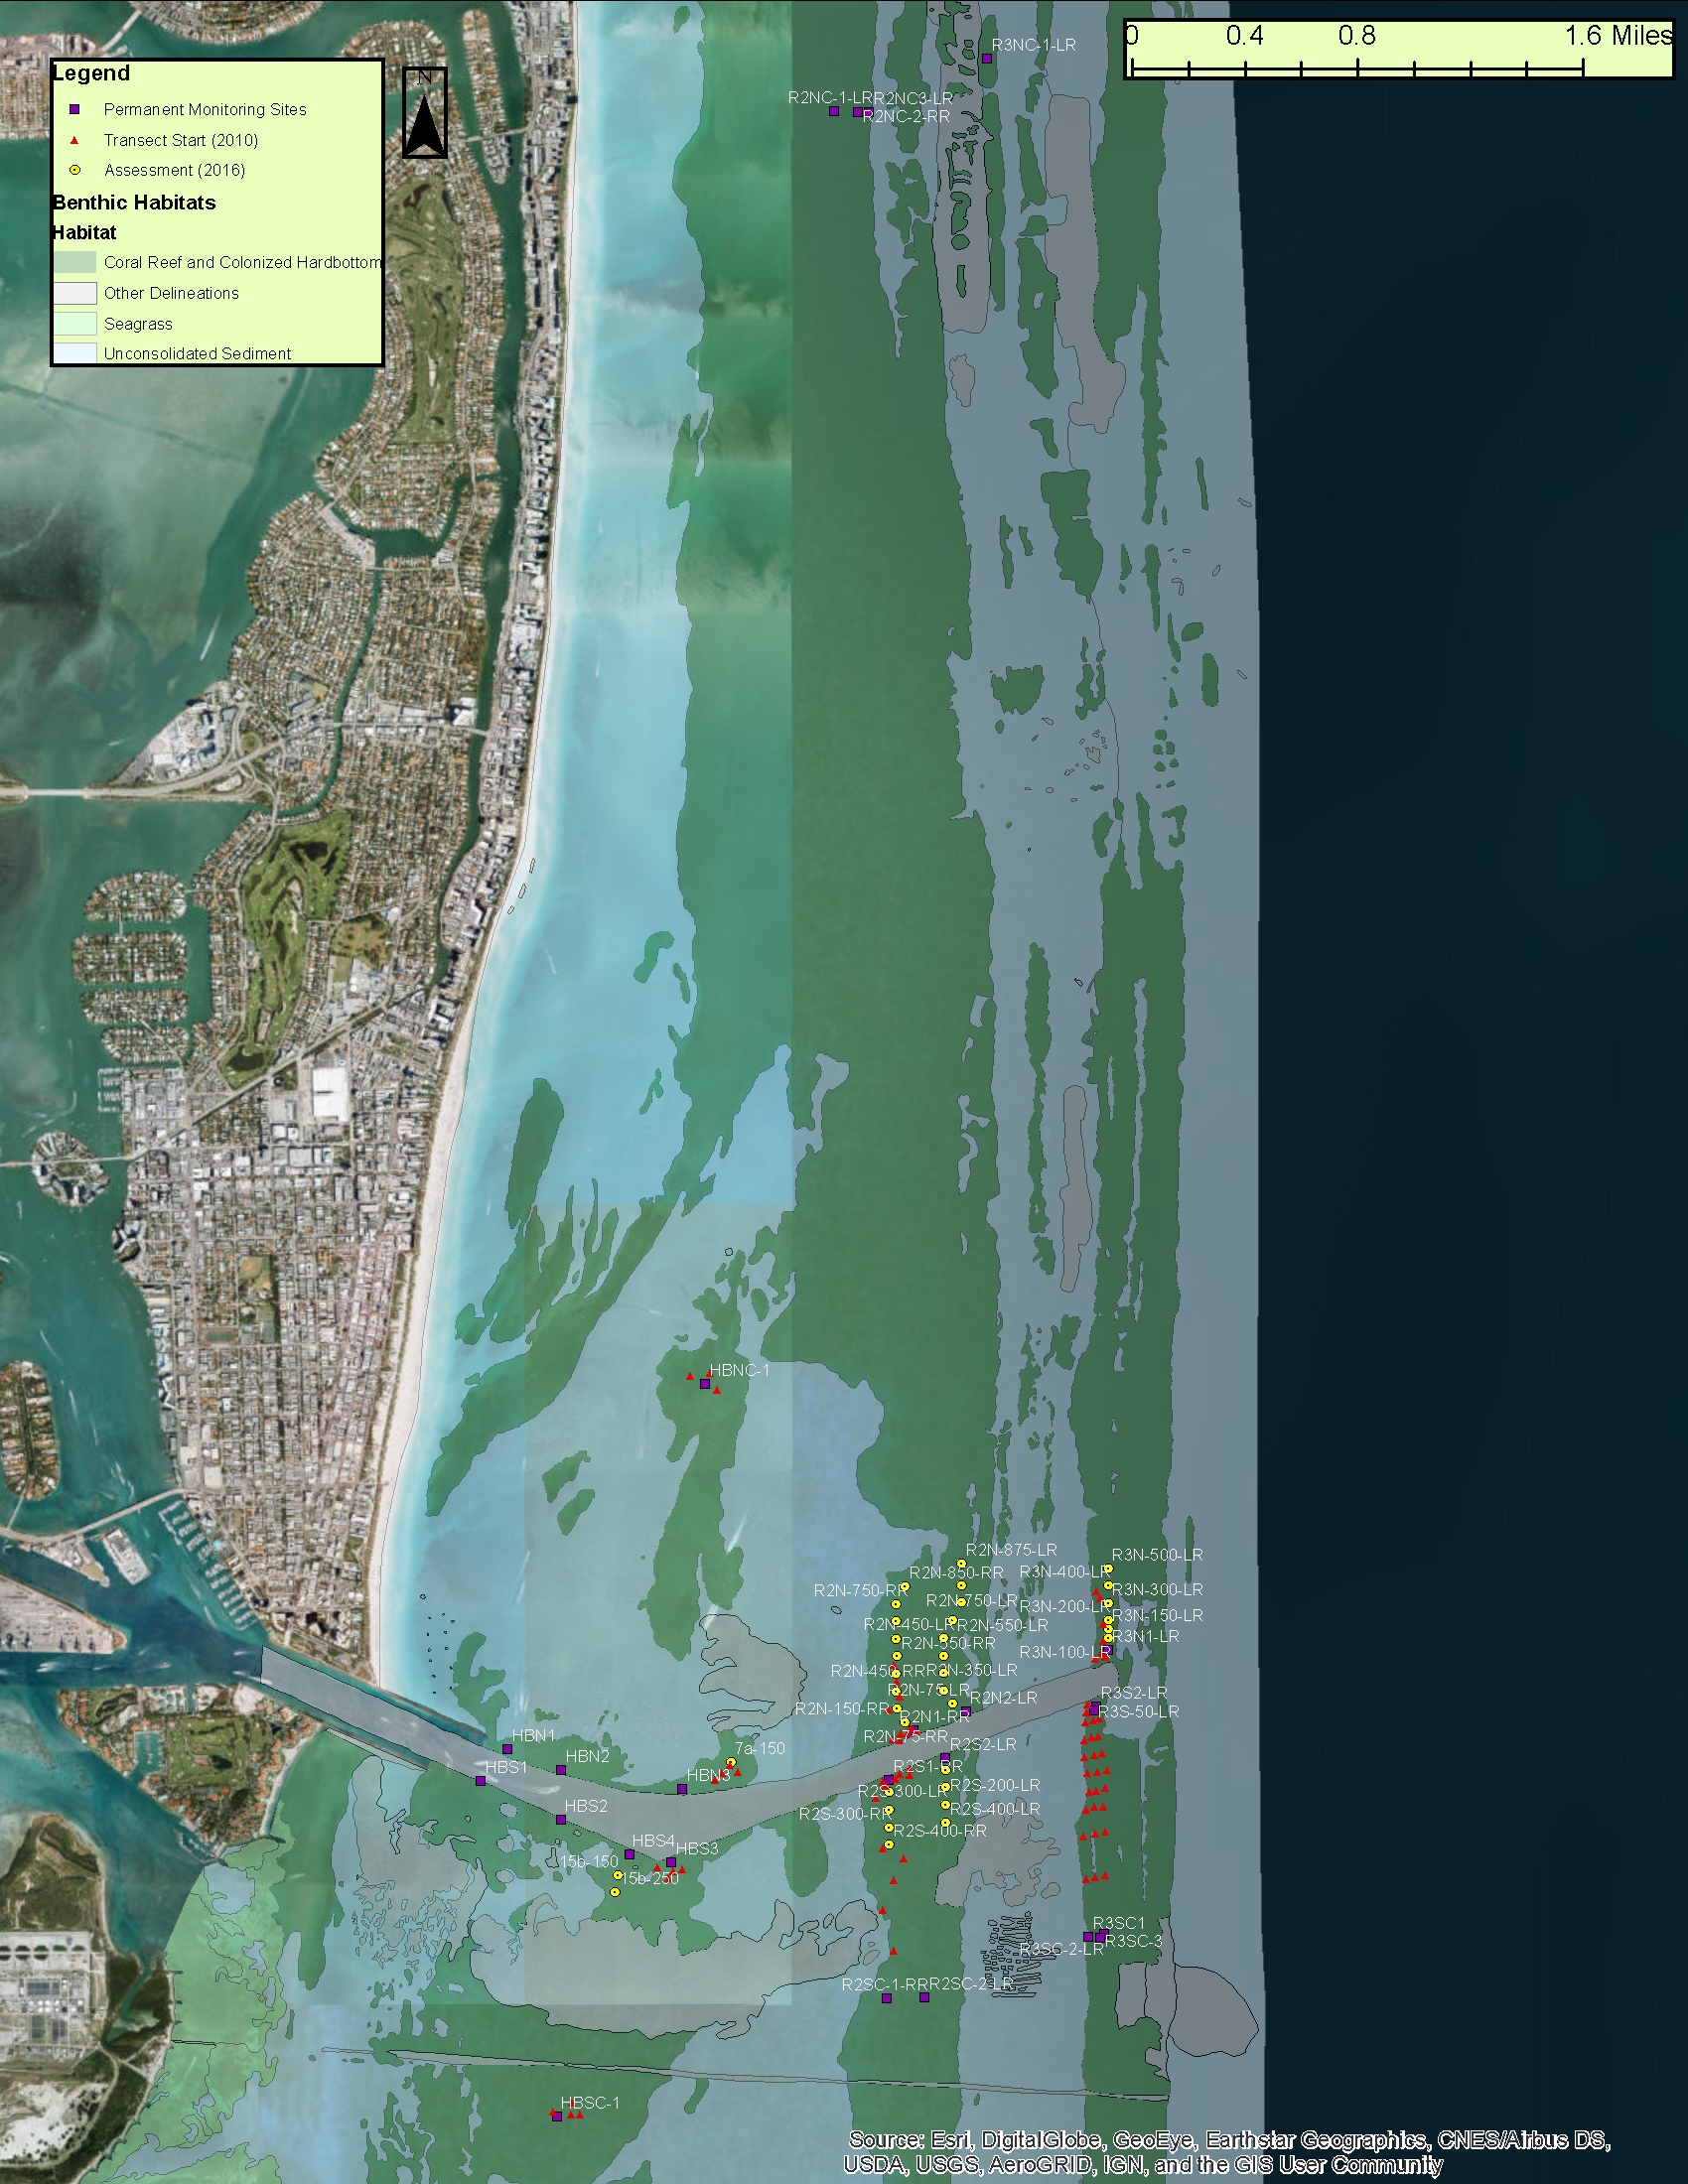 0 0.4 0.8 1.6 Miles
R3NC-1-LR
Legend
N
Permanent Monitoring Sites
Transect Start (2010)
Assessment (2016)
Benthic Habitats
Habitat
Coral Reef and Colonized Hardbottom
Other Delineations
Seagrass
Unconsolidated Sediment
R2NC-1-LR R2NC3-LR
R2NC-2-RR
HBNC-1
R2N-875-LR
R3N-500-LR
R2N-850-RR
R3N-400-LR
R2N-750-RR
R3N-300-LR
R2N-750-LR
R3N-200-LR
R3N-150-LR
R2N-450-LR
R2N-550-LR
R3N1-LR
R2N-550-RR
R3N-100-LR
R2N-450-RR
R2N-350-LR
R2N-75-LR
R3S2-LR
R2N2-LR
R2N-150-RR
R3S-50-LR
R2N1-RR
HBN1
R2N-75-RR
7a-150
R2S2-LR
HBN2
HBS1
R2S1-RR
HBN3
R2S-200-LR
R2S-300-LR
HBS2
R2S-300-RR
R2S-400-LR
R2S-400-RR
HBS4
HBS3
15b-150
15b-250
R3SC1
R3SC-3
R3SC-2-LR
R2SC-1-RR R2SC-2-LR
HBSC-1
Source: Esri, DigitalGlobe, GeoEye, Earthstar Geographics, CNES/Airbus DS,
USDA, USGS, AeroGRID, IGN, and the GIS User Community